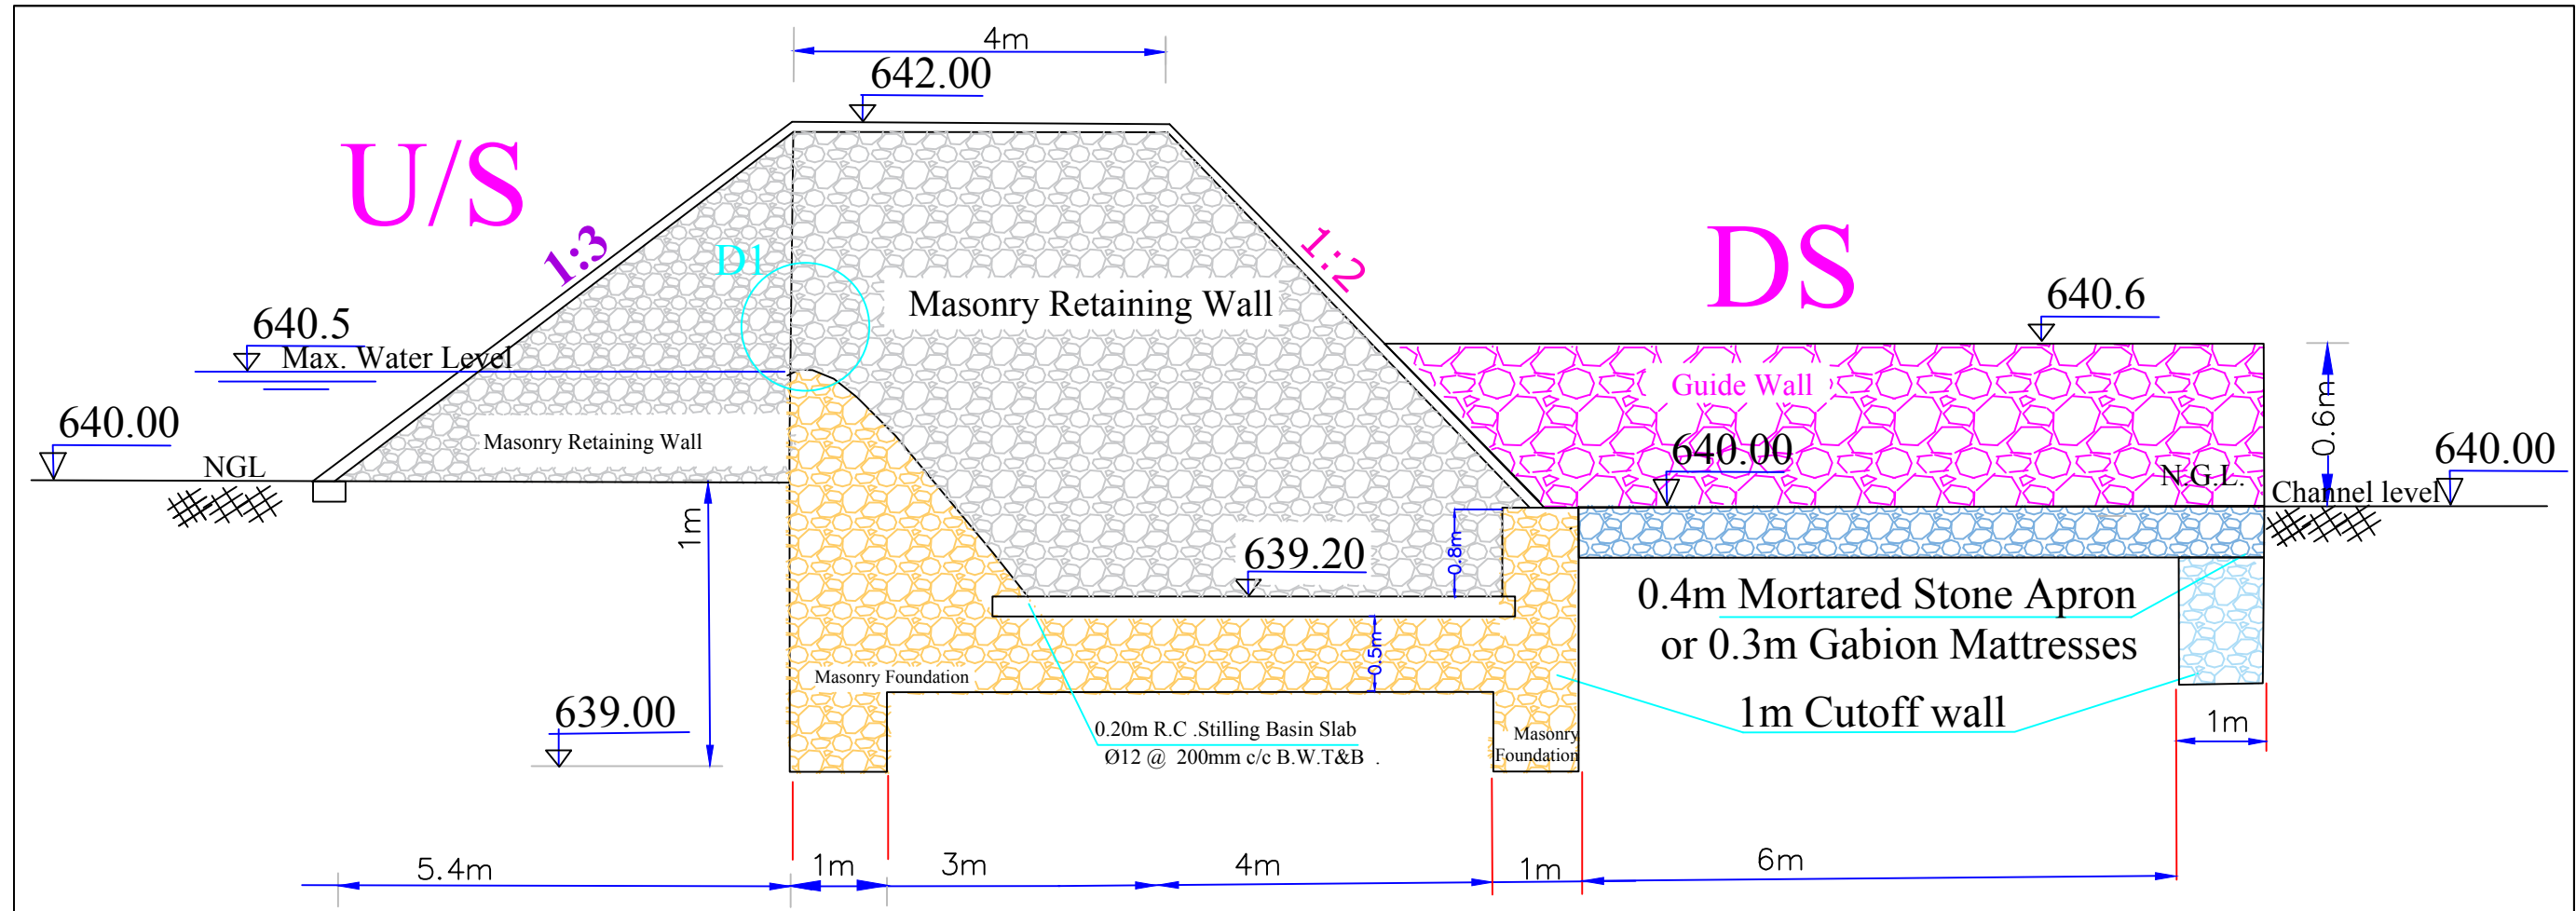 4m
642.00
U/S
1:3
D1
1:2
DS
Masonry Retaining Wall
640.6
640.5
Max. Water Level
Guide Wall
0.6m
640.00
NGL
Masonry Retaining Wall
640.00
N.G.L.
640.00
Channel level
1m
639.20
0.8m
0.4m Mortared Stone Apron
or 0.3m Gabion Mattresses
0.5m
Masonry Foundation
639.00
0.20m R.C .Stilling Basin Slab
Ø12 @ 200mm c/c B.W.T&B .
Masonry
Foundation
1m Cutoff wall
1m
5.4m
1m
3m
4m
1m
6m